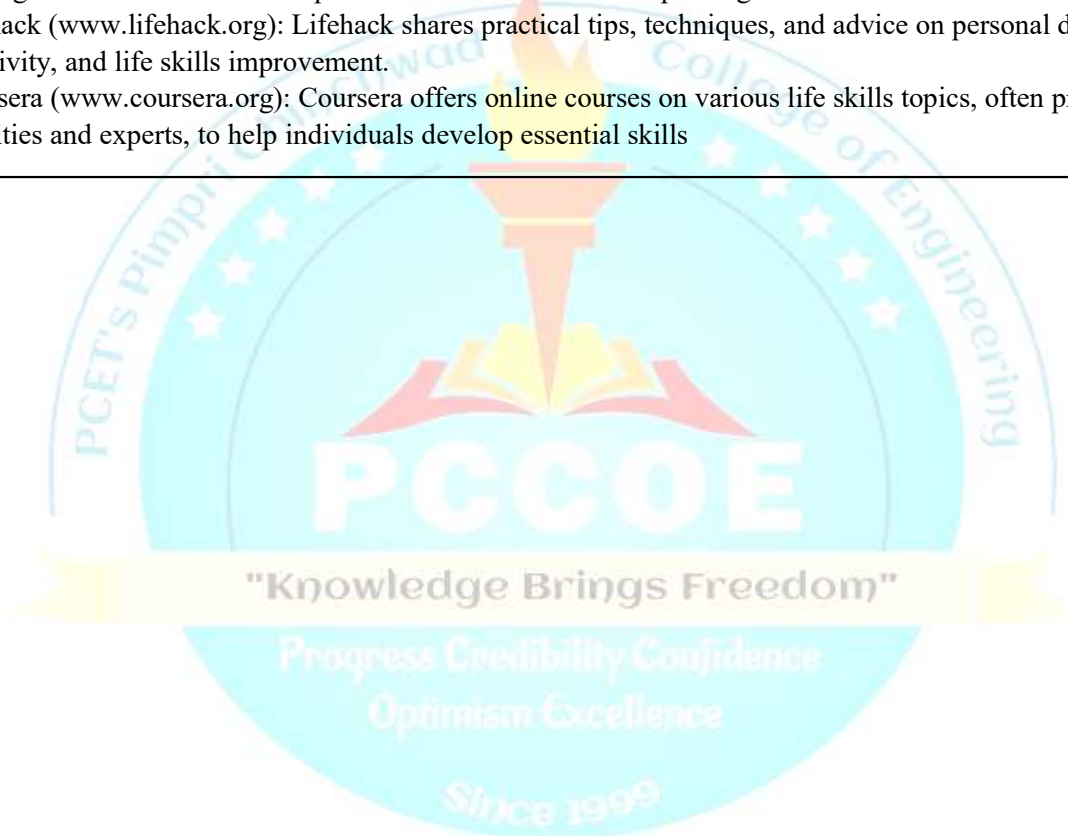 ack (www.lifehack.org): Lifehack shares practical tips, techniques, and advice on personal d
ivity, and life skills improvement.
sera (www.coursera.org): Coursera offers online courses on various life skills topics, often p
ities and experts, to help individuals develop essential skills
PCET's Pimpri Chinchwad College of Engineering
PCCOE
"Knowledge Brings Freedom"
Progress Credibility Confidence
Optimism Excellence
Since 1999